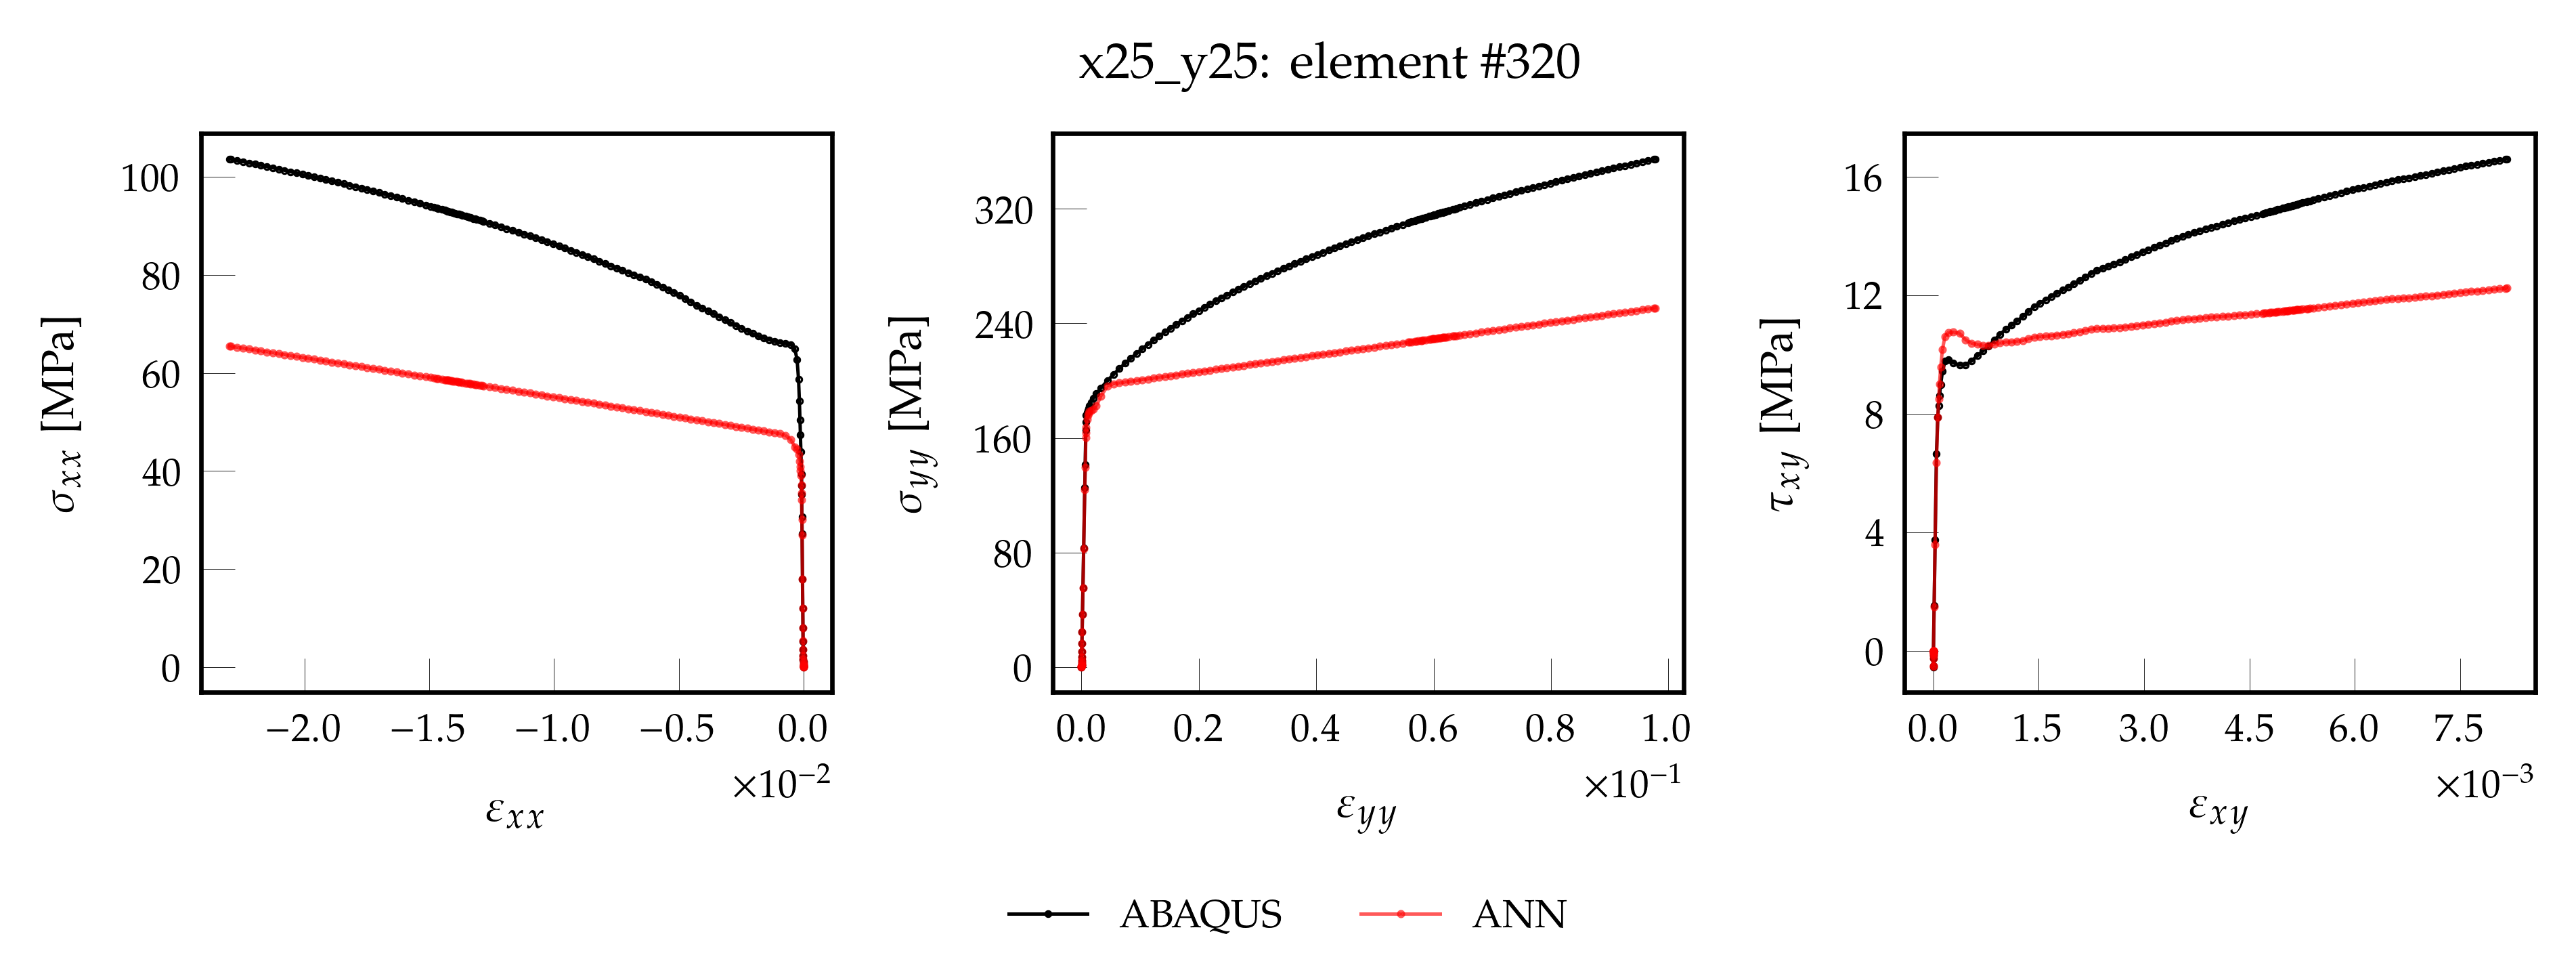 x25_y25: element #320
σxx [MPa]
100
80
60
40
20
0
−2.0 −1.5 −1.0 −0.5 0.0
×10−2
εxx
σyy [MPa]
320
240
160
80
0
0.0 0.2 0.4 0.6 0.8 1.0
×10−1
εyy
τxy [MPa]
16
12
8
4
0
0.0 1.5 3.0 4.5 6.0 7.5
×10−3
εxy
ABAQUS ANN